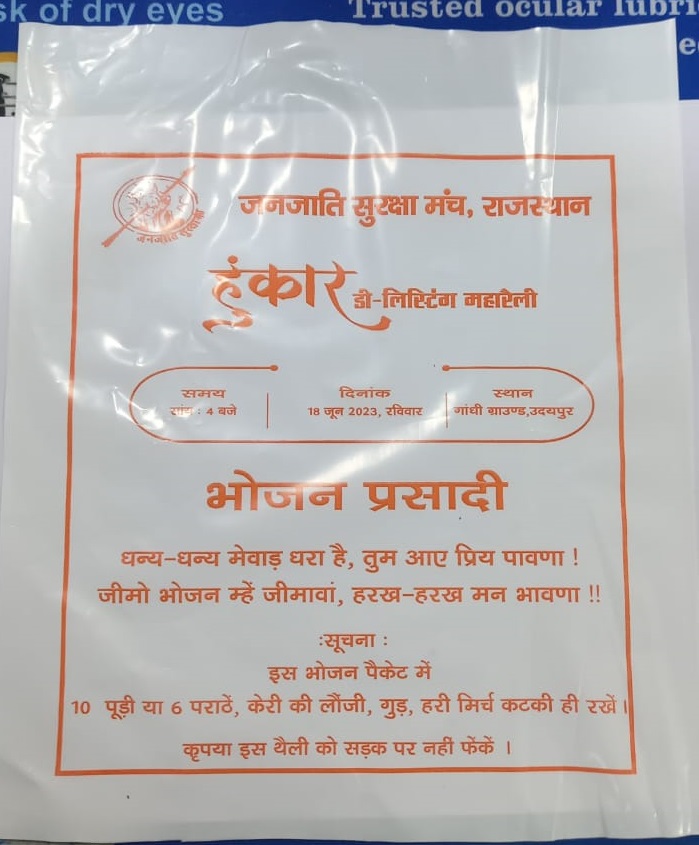 sk of dry eyes
Trusted ocular lubri
e
जनजाति सुरक्षा मंच, राजस्थान
जनजाति सुरक्षा मंच
हुंकार डी-लिस्टिंग महारैली
समय
सायं : 4 बजे
दिनांक
18 जून 2023, रविवार
स्थान
गांधी ग्राउण्ड,उदयपुर
भोजन प्रसादी
धन्य-धन्य मेवाड़ धरा है, तुम आए प्रिय पावणा !
जीमो भोजन म्हें जीमावां, हरख-हरख मन भावणा !!
:सूचना :
इस भोजन पैकेट में
10 पूड़ी या 6 पराठें, केरी की लौंजी, गुड़, हरी मिर्च कटकी ही रखें।
कृपया इस थैली को सड़क पर नहीं फेंकें ।